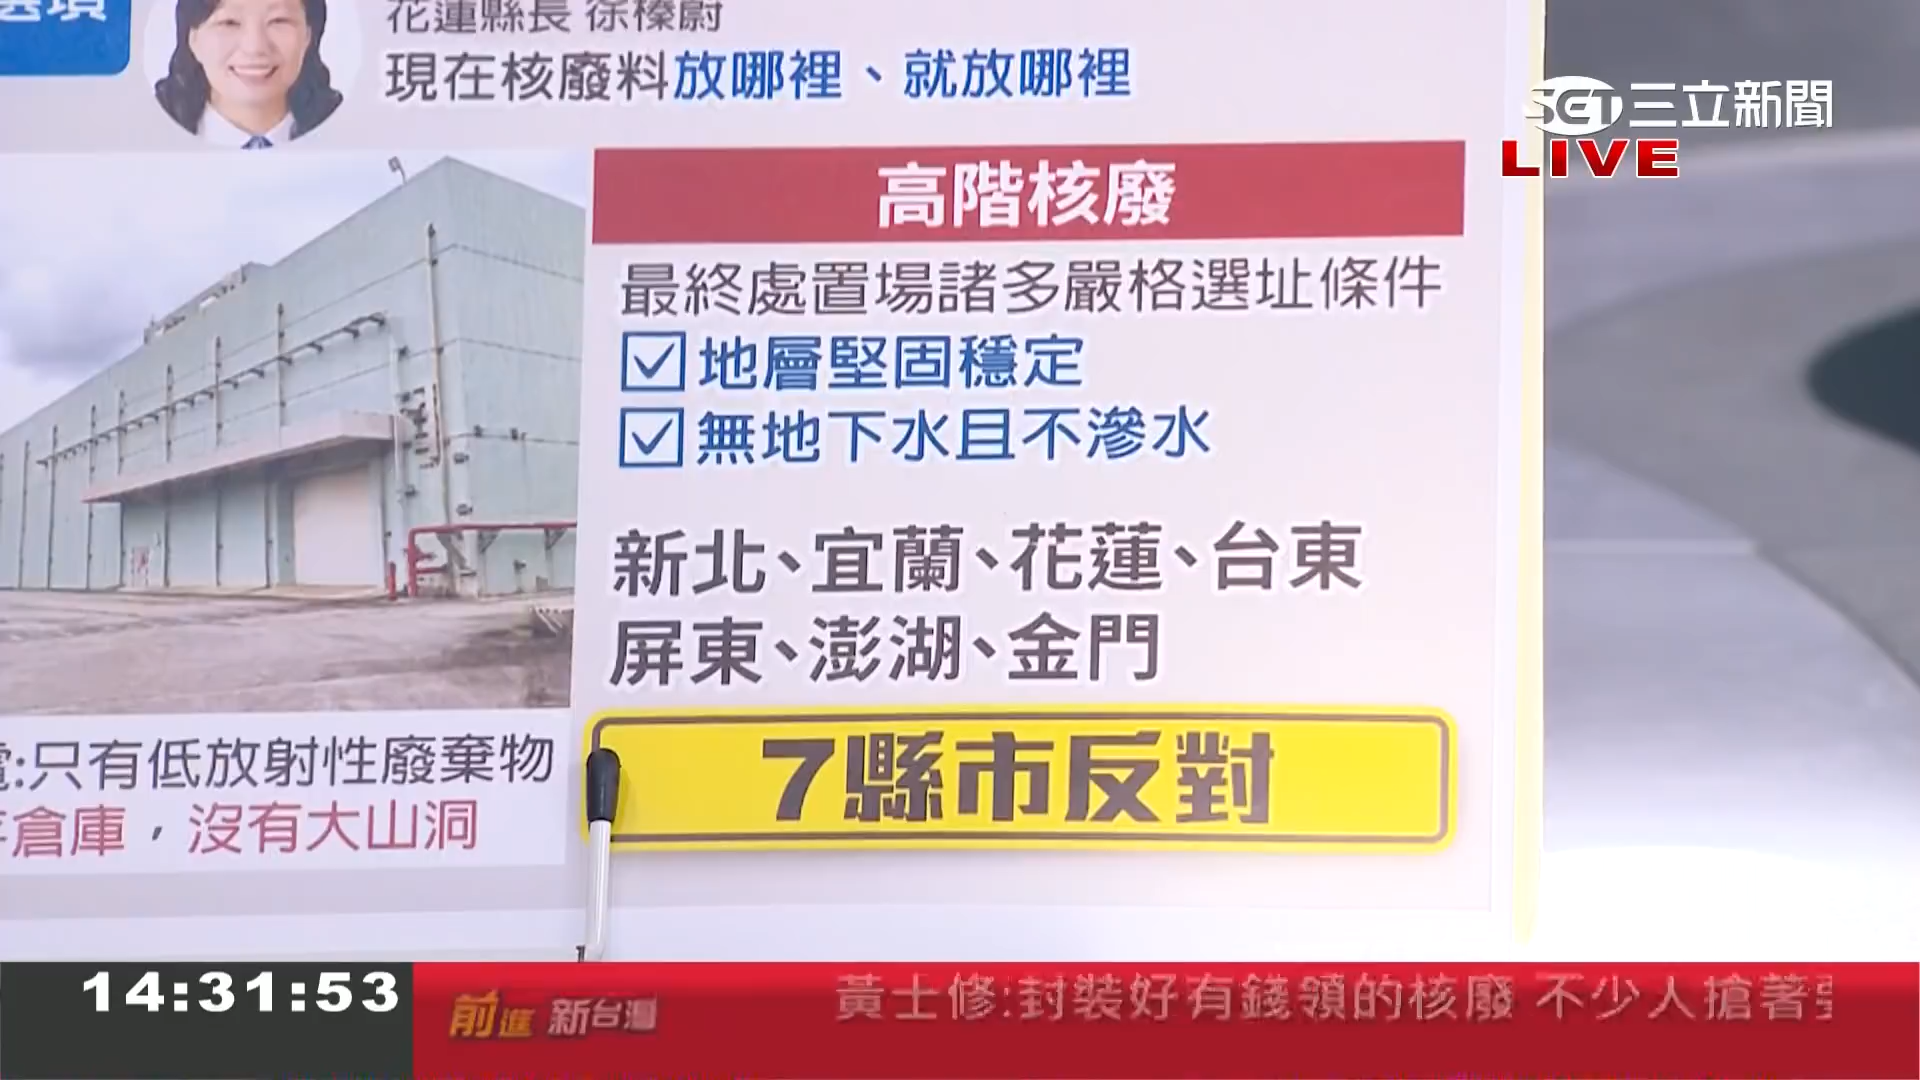 選項
花蓮縣長 徐榛蔚
現在核廢料放哪裡、就放哪裡
SET三立新聞
LIVE
高階核廢
最終處置場諸多嚴格選址條件
地層堅固穩定
無地下水且不滲水
新北、宜蘭、花蓮、台東
屏東、澎湖、金門
7縣市反對
電:只有低放射性廢棄物
倉庫,沒有大山洞
14:31:53
前進 新台灣
黃士修:封裝好有錢領的核廢 不少人搶著